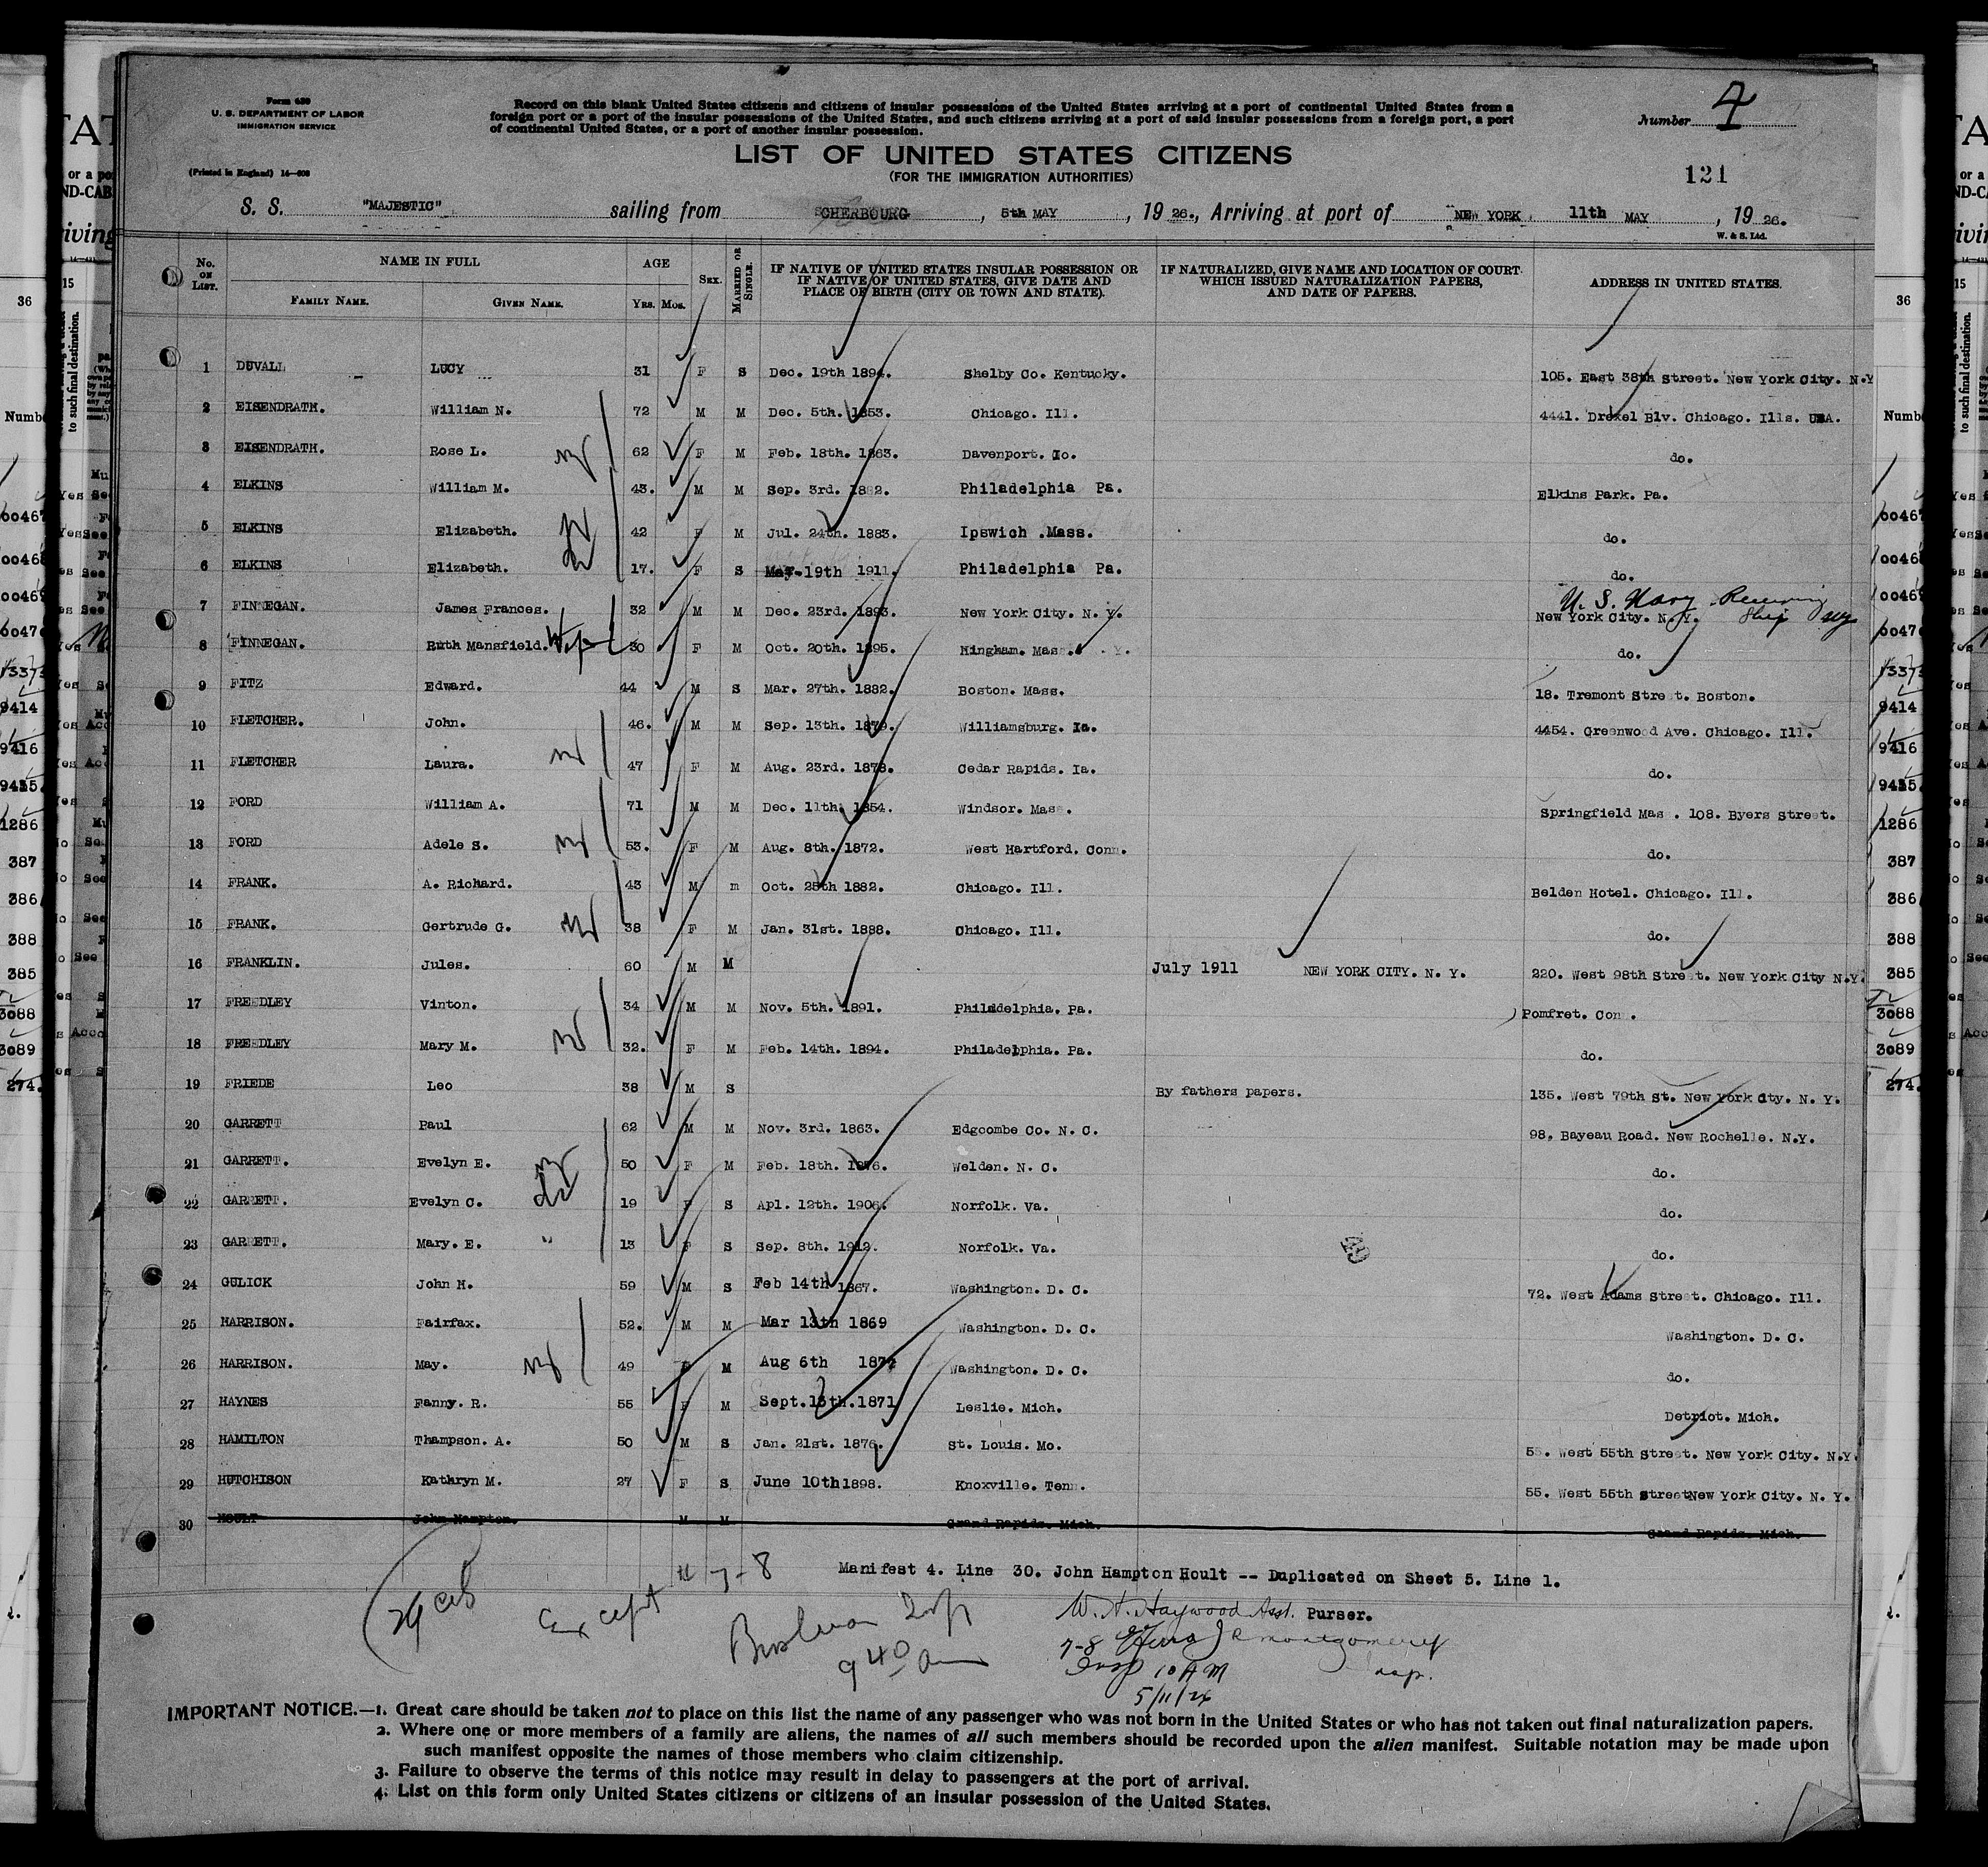 Form 630
U. S. DEPARTMENT OF LABOR
IMMIGRATION SERVICE
(Printed in England) 14—608
Record on this blank United States citizens and citizens of insular possessions of the United States arriving at a port of continental United States from a
foreign port or a port of the insular possessions of the United States, and such citizens arriving at a port of said insular possessions from a foreign port, a port
of continental United States, or a port of another insular possession.
Number 4
LIST OF UNITED STATES CITIZENS
(FOR THE IMMIGRATION AUTHORITIES)
121
S. S. "MAJESTIC" sailing from CHERBOURG, 5th MAY, 19 26., Arriving at port of NEW YORK 11th MAY, 19 26.
W. & S. Ltd.
No. ON LIST. NAME IN FULL FAMILY NAME. GIVEN NAME. AGE YRS. MOS. SEX. MARRIED OR SINGLE. IF NATIVE OF UNITED STATES INSULAR POSSESSION OR IF NATIVE OF UNITED STATES, GIVE DATE AND PLACE OF BIRTH (CITY OR TOWN AND STATE). IF NATURALIZED, GIVE NAME AND LOCATION OF COURT WHICH ISSUED NATURALIZATION PAPERS, AND DATE OF PAPERS. ADDRESS IN UNITED STATES.
1 DUVALL LUCY 31 F S Dec. 19th 1894. Shelby Co. Kentucky. 105. East 38th Street. New York City. N.Y
2 EISENDRATH. William N. 72 M M Dec. 5th. 1853. Chicago. Ill. 4441. Drexel Blv. Chicago. Ills. USA.
3 EISENDRATH. Rose L. 62 F M Feb. 18th. 1863. Davenport. Io. do.
4 ELKINS William M. 43. M M Sep. 3rd. 1882. Philadelphia Pa. Elkins Park. Pa.
5 ELKINS Elizabeth. 42 F M Jul. 24th. 1883. Ipswich .Mass. do.
6 ELKINS Elizabeth. 17. F S May-19th 1911. Philadelphia Pa. do.
7 FINNEGAN. James Frances. 32 M M Dec. 23rd. 1893. New York City. N. Y. U. S. Navy Receiving Ship New York City. N. Y.
8 FINNEGAN. Ruth Mansfield. Wife 30 F M Oct. 20th. 1895. Hingham. Mass. do.
9 FITZ Edward. 44 M S Mar. 27th. 1882. Boston. Mass. 18. Tremont Street. Boston.
10 FLETCHER. John. 46. M M Sep. 13th. 1879. Williamsburg. Ia. 4454. Greenwood Ave. Chicago. Ill.
11 FLETCHER Laura. 47 F M Aug. 23rd. 1878. Cedar Rapids. Ia. do.
12 FORD William A. 71 M M Dec. 11th. 1854. Windsor. Mass. Springfield Mass. 108. Byers Street.
13 FORD Adele S. 53. F M Aug. 8th. 1872. West Hartford. Conn. do.
14 FRANK. A. Richard. 43 M m Oct. 25th 1882. Chicago. Ill. Belden Hotel. Chicago. Ill.
15 FRANK. Gertrude G. 38 F M Jan. 31st. 1888. Chicago. Ill. do.
16 FRANKLIN. Jules. 60 M M July 1911 NEW YORK CITY. N. Y. 220. West 98th Street. New York City N.Y.
17 FREEDLEY Vinton. 34 M M Nov. 5th. 1891. Philadelphia. Pa. Pomfret. Con .
18 FREEDLEY Mary M. 32. F M Feb. 14th. 1894. Philadelphia. Pa. do.
19 FRIEDE Leo 38 M S By fathers papers. 135. West 79th St. New York City. N. Y.
20 GARRETT Paul 62 M M Nov. 3rd. 1863. Edgcombe Co. N. C. 98. Bayeau Road. New Rochelle. N.Y.
21 GARRETT. Evelyn E. 50 F M Feb. 18th. 1876. Welden. N. C. do.
22 GARRETT. Evelyn C. 19 F S Apl. 12th. 1906. Norfolk. Va. do.
23 GARRETT. Mary. E. " 13 F S Sep. 8th. 1912. Norfolk. Va. do.
24 GULICK John H. 59 M S Feb 14th 1867. Washington. D. C. 72. West Adams Street. Chicago. Ill.
25 HARRISON. Fairfax. 52. M M Mar 13th 1869 Washington. D. C. Washington. D. C.
26 HARRISON. May. 49 F M Aug 6th Washington. D. C. do.
27 HAYNES Fanny. R. 55 F M Sept.13th.1871 Leslie. Mich. Detriot. Mich.
28 HAMILTON Thampson. A. 50 M S Jan. 21st. 1876. St. Louis. Mo. 55. West 55th Street. New York City. N.Y.
29 HUTCHISON Kathryn M. 27 F S June 10th1898. Knoxville. Tenn. 55. West 55th streetNew York City. N. Y.
30 HOULT John Hampton. M M Grand Rapids. Mich. Grand Rapids. Mich.
Manifest 4. Line 30. John Hampton Hoult -- Duplicated on Sheet 5. Line 1.
Except # 7-8
W. H. Haywood Asst. Purser.
9 40 am
7-8 J R Montgomery
Insp 10 AM Insp.
5/11/26
IMPORTANT NOTICE.—1. Great care should be taken not to place on this list the name of any passenger who was not born in the United States or who has not taken out final naturalization papers.
2. Where one or more members of a family are aliens, the names of all such members should be recorded upon the alien manifest. Suitable notation may be made upon
such manifest opposite the names of those members who claim citizenship.
3. Failure to observe the terms of this notice may result in delay to passengers at the port of arrival.
4. List on this form only United States citizens or citizens of an insular possession of the United States.